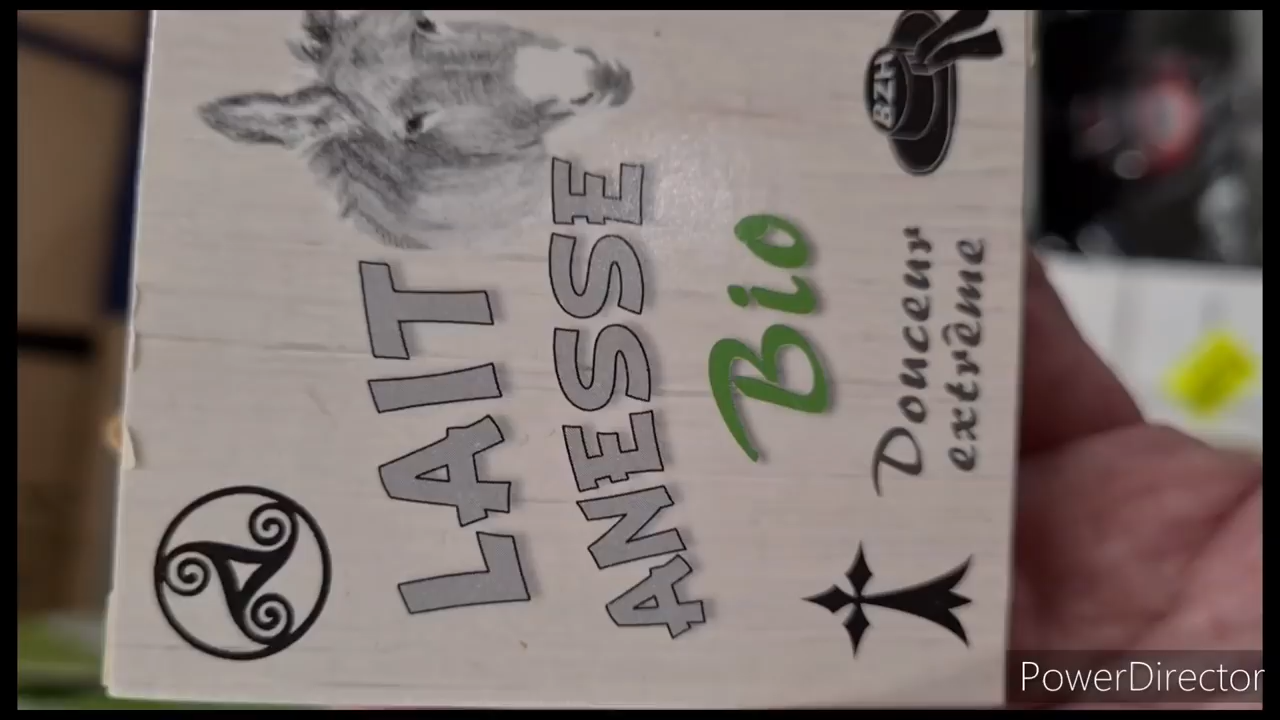 LAIT
ANESSE
Bio
BZH
Douceur
extrême
PowerDirector